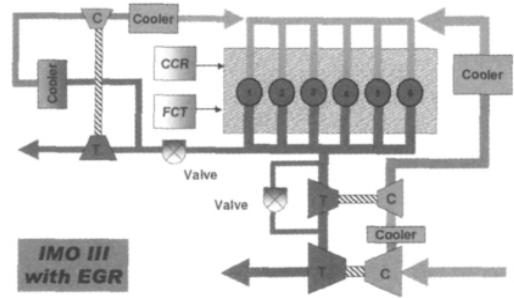 C
Cooler
Cooler
Cooler
CCR
FCT
1 2 3 4 5 6
T
Valve
Valve
T C
Cooler
T C
IMO III
with EGR